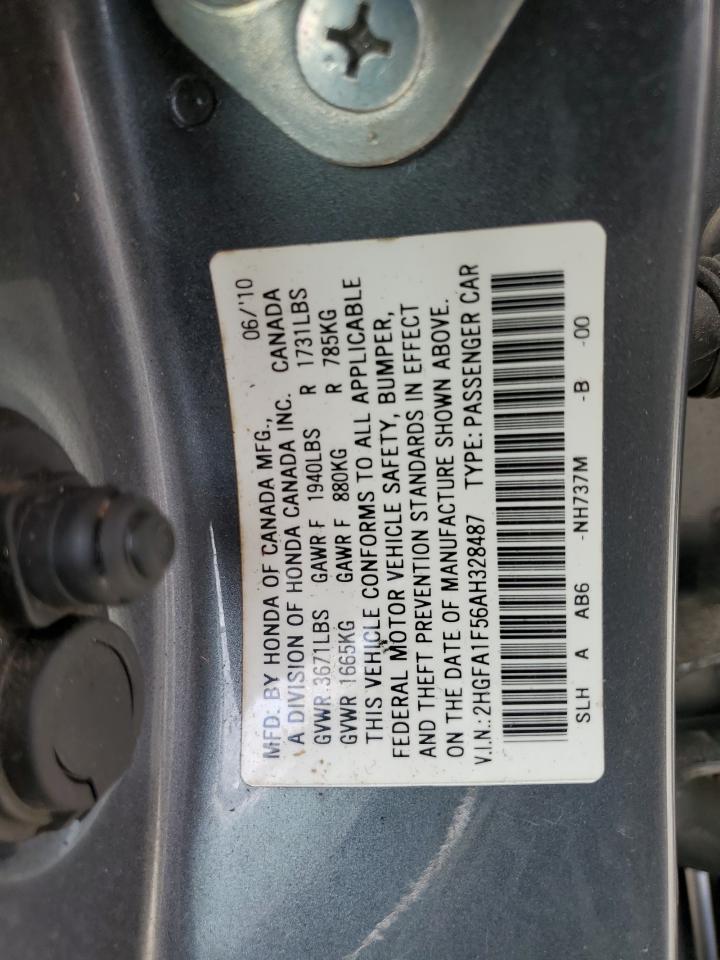 MFD: BY HONDA OF CANADA MFG., 06/'10
A DIVISION OF HONDA CANADA INC. CANADA
GVWR 3671LBS GAWR F 1940LBS R 1731LBS
GVWR 1665KG GAWR F 880KG R 785KG
THIS VEHICLE CONFORMS TO ALL APPLICABLE
FEDERAL MOTOR VEHICLE SAFETY, BUMPER,
AND THEFT PREVENTION STANDARDS IN EFFECT
ON THE DATE OF MANUFACTURE SHOWN ABOVE.
V.I.N.: 2HGFA1F56AH328487 TYPE: PASSENGER CAR
SLH A AB6 -NH737M -B -00